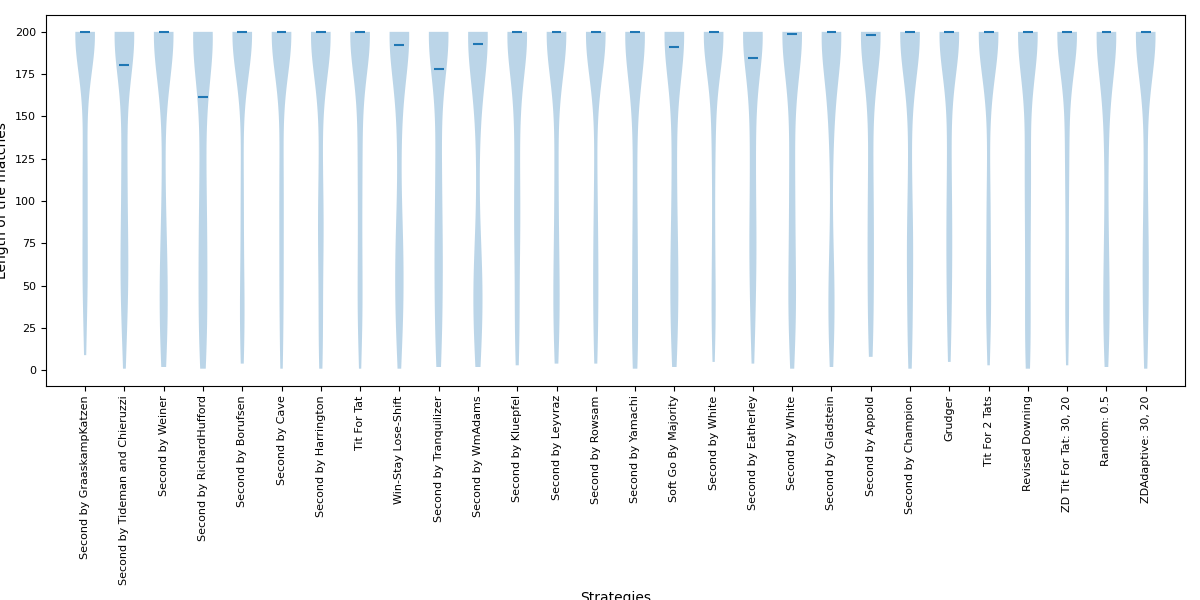 Length of the matches
200
175
150
125
100
75
50
25
0
Second by GraaskampKatzen
Second by Tideman and Chieruzzi
Second by Weiner
Second by RichardHufford
Second by Borufsen
Second by Cave
Second by Harrington
Tit For Tat
Win-Stay Lose-Shift
Second by Tranquilizer
Second by WmAdams
Second by Kluepfel
Second by Leyvraz
Second by Rowsam
Second by Yamachi
Soft Go By Majority
Second by White
Second by Eatherley
Second by White
Second by Gladstein
Second by Appold
Second by Champion
Grudger
Tit For 2 Tats
Revised Downing
ZD Tit For Tat: 30, 20
Random: 0.5
ZDAdaptive: 30, 20
Strategies